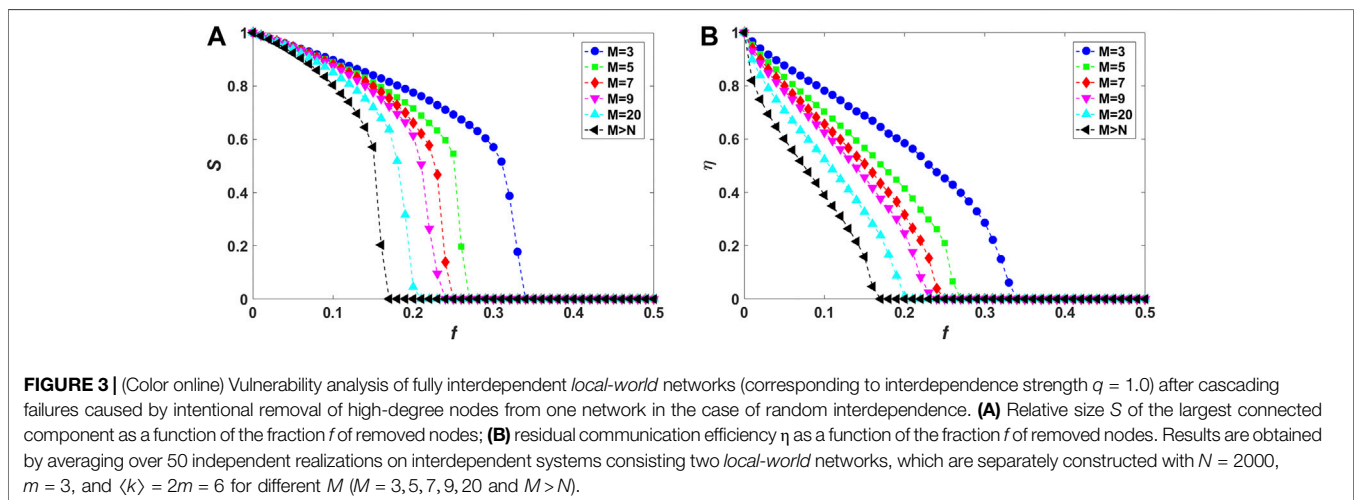 A
B
1
0.8
0.6
0.4
0.2
0
S
0
0.1
0.2
0.3
0.4
0.5
f
M=3
M=5
M=7
M=9
M=20
M>N
1
0.8
0.6
0.4
0.2
0
η
0
0.1
0.2
0.3
0.4
0.5
f
M=3
M=5
M=7
M=9
M=20
M>N
FIGURE 3 | (Color online) Vulnerability analysis of fully interdependent local-world networks (corresponding to interdependence strength q = 1.0) after cascading
failures caused by intentional removal of high-degree nodes from one network in the case of random interdependence. (A) Relative size S of the largest connected
component as a function of the fraction f of removed nodes; (B) residual communication efficiency η as a function of the fraction f of removed nodes. Results are obtained
by averaging over 50 independent realizations on interdependent systems consisting two local-world networks, which are separately constructed with N = 2000,
m = 3, and ⟨k⟩ = 2m = 6 for different M (M = 3, 5, 7, 9, 20 and M > N).